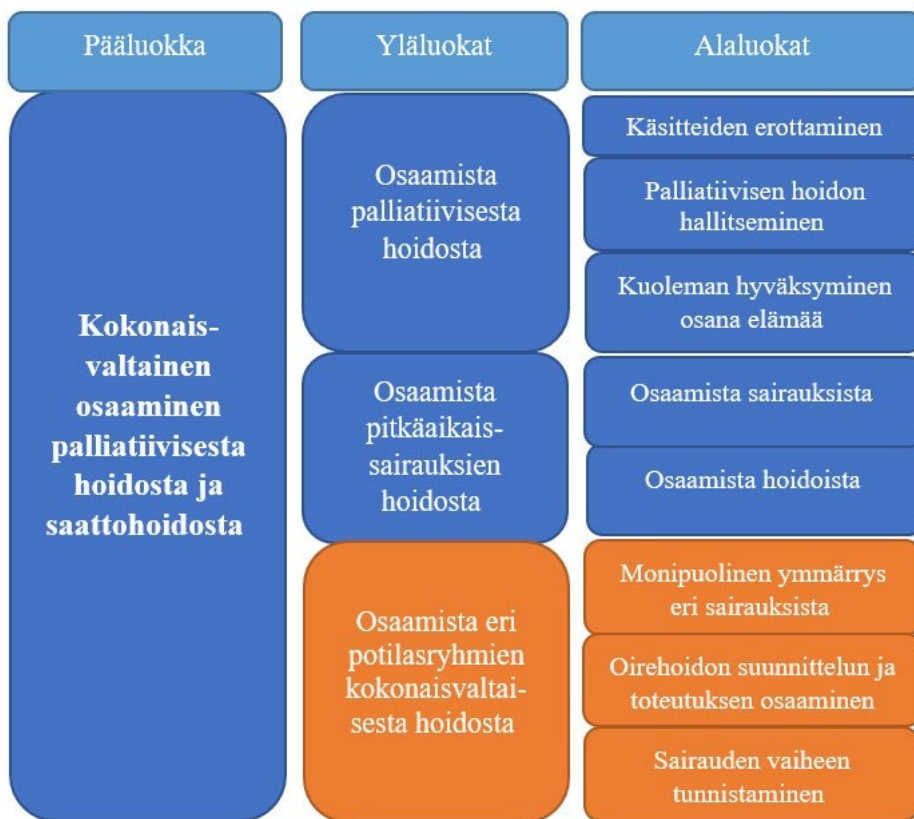 Pääluokka
Yläluokat
Alaluokat
Kokonais-
valtainen
osaaminen
palliatiivisesta
hoidosta ja
saattohoidosta
Osaamista
palliatiivisesta
hoidosta
Käsitteiden erottaminen
Palliatiivisen hoidon
hallitseminen
Kuoleman hyväksyminen
osana elämää
Osaamista
pitkäaikais-
sairauksien
hoidosta
Osaamista sairauksista
Osaamista hoidoista
Osaamista eri
potilasryhmien
kokonaisvaltai-
sesta hoidosta
Monipuolinen ymmärrys
eri sairauksista
Oirehoidon suunnittelun ja
toteutuksen osaaminen
Sairauden vaiheen
tunnistaminen